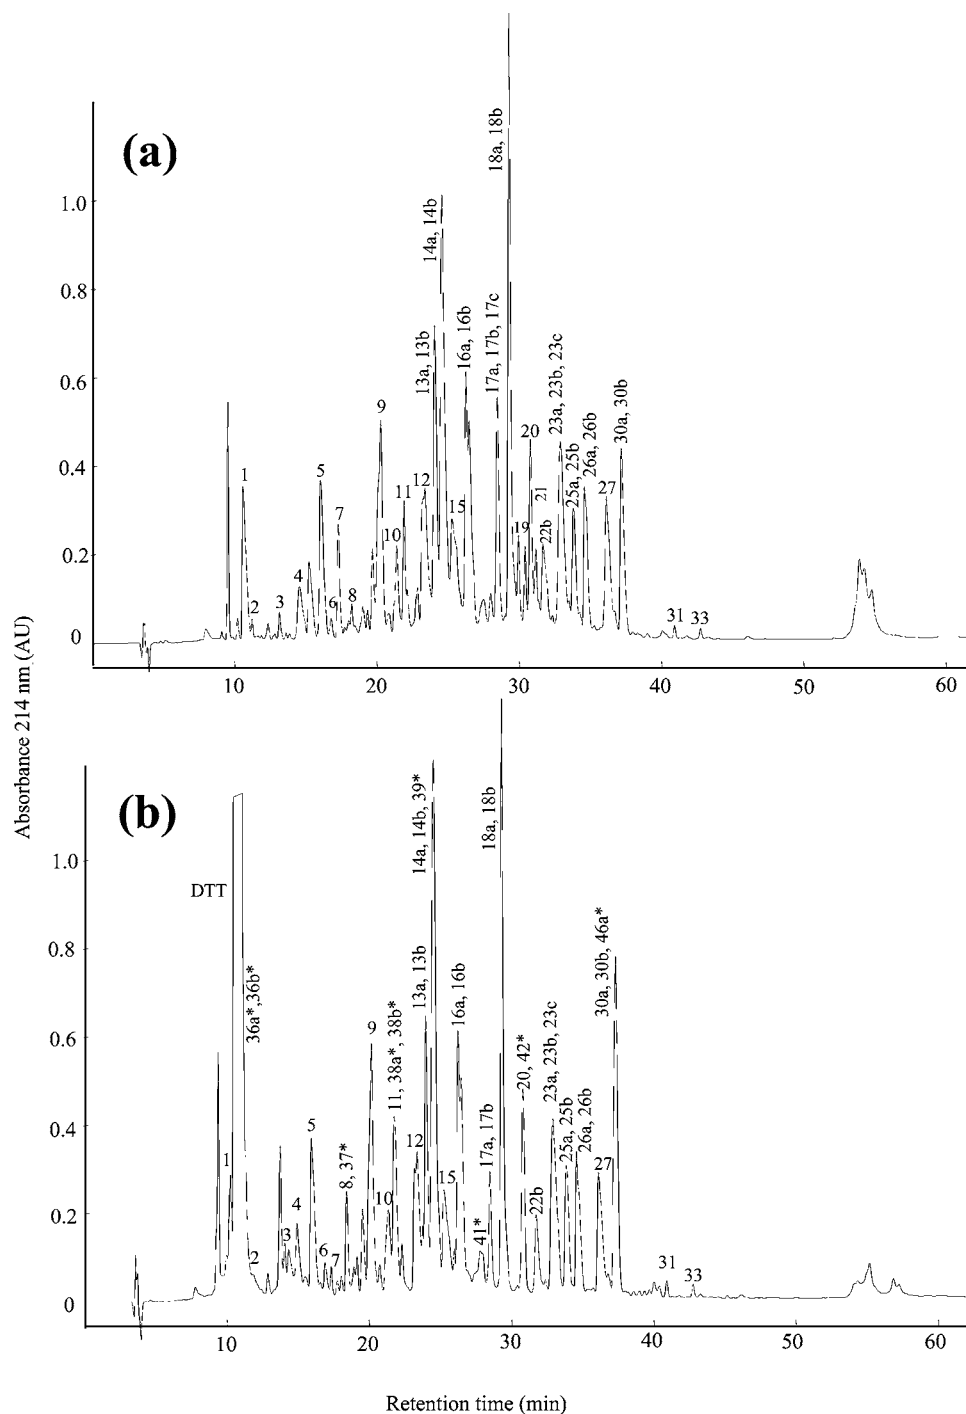 (a)
18a, 18b
1.0
14a, 14b
0.8
13a, 13b
16a, 16b
17a, 17b, 17c
0.6
23a, 23b, 23c
30a, 30b
9
20
26a, 26b
25a, 25b
0.4
5
1
12
11
21
27
7
15
19
22b
10
0.2
4
8
2
3
6
31
33
0
10
20
30
40
50
60
Absorbance 214 nm (AU)
(b)
18a, 18b
14a, 14b, 39*
1.0
DTT
36a*,36b*
13a, 13b
16a, 16b
30a, 30b, 46a*
0.8
0.6
9
11, 38a*, 38b*
20, 42*
23a, 23b, 23c
0.4
5
12
8, 37*
17a, 17b
25a, 25b
26a, 26b
1
15
27
10
22b
0.2
4
3
41*
2
6
7
31
33
0
10
20
30
40
50
60
Retention time (min)